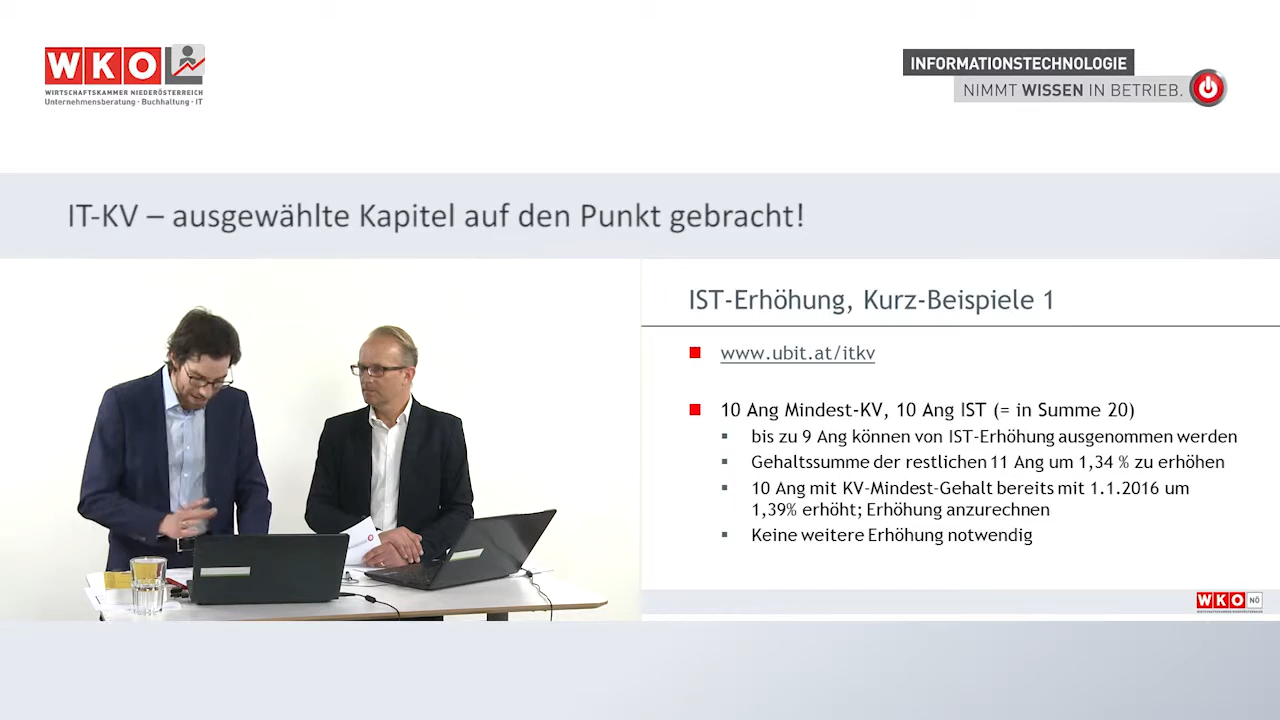 WKO
WIRTSCHAFTSKAMMER NIEDERÖSTERREICH
Unternehmensberatung · Buchhaltung · IT
INFORMATIONSTECHNOLOGIE
NIMMT WISSEN IN BETRIEB.
IT-KV – ausgewählte Kapitel auf den Punkt gebracht!
IST-Erhöhung, Kurz-Beispiele 1
www.ubit.at/itkv
10 Ang Mindest-KV, 10 Ang IST (= in Summe 20)
bis zu 9 Ang können von IST-Erhöhung ausgenommen werden
Gehaltssumme der restlichen 11 Ang um 1,34 % zu erhöhen
10 Ang mit KV-Mindest-Gehalt bereits mit 1.1.2016 um
1,39% erhöht; Erhöhung anzurechnen
Keine weitere Erhöhung notwendig
WKO NÖ
WIRTSCHAFTSKAMMER NIEDERÖSTERREICH